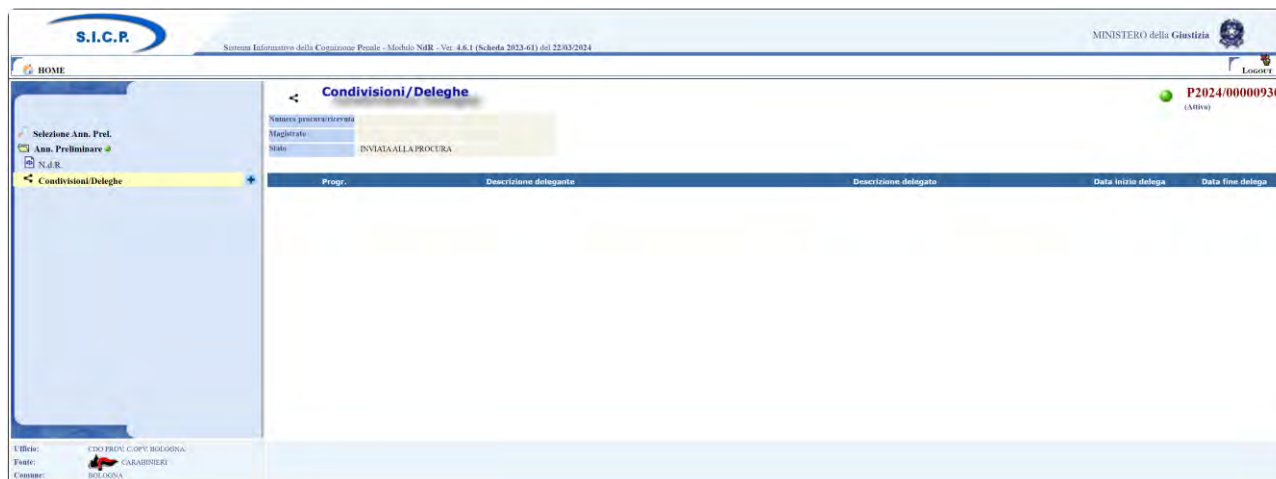 S.I.C.P.
Sistema Informativo della Cognizione Penale - Modulo NdR - Ver. 4.6.1 (Scheda 2023-61) del 22/03/2024
MINISTERO della Giustizia
HOME
LOGOUT
Condivisioni/Deleghe
P2024/0000093
(Attivo)
Numero procura/ricevuta
Selezione Ann. Prel.
Magistrato
Ann. Preliminare
Stato INVIATA ALLA PROCURA
N.d.R.
Condivisioni/Deleghe
Progr. Descrizione delegante Descrizione delegato Data inizio delega Data fine delega
Ufficio: CDO PROV. C.OPV. BOLOGNA
Fonte: CARABINIERI
Comune: BOLOGNA